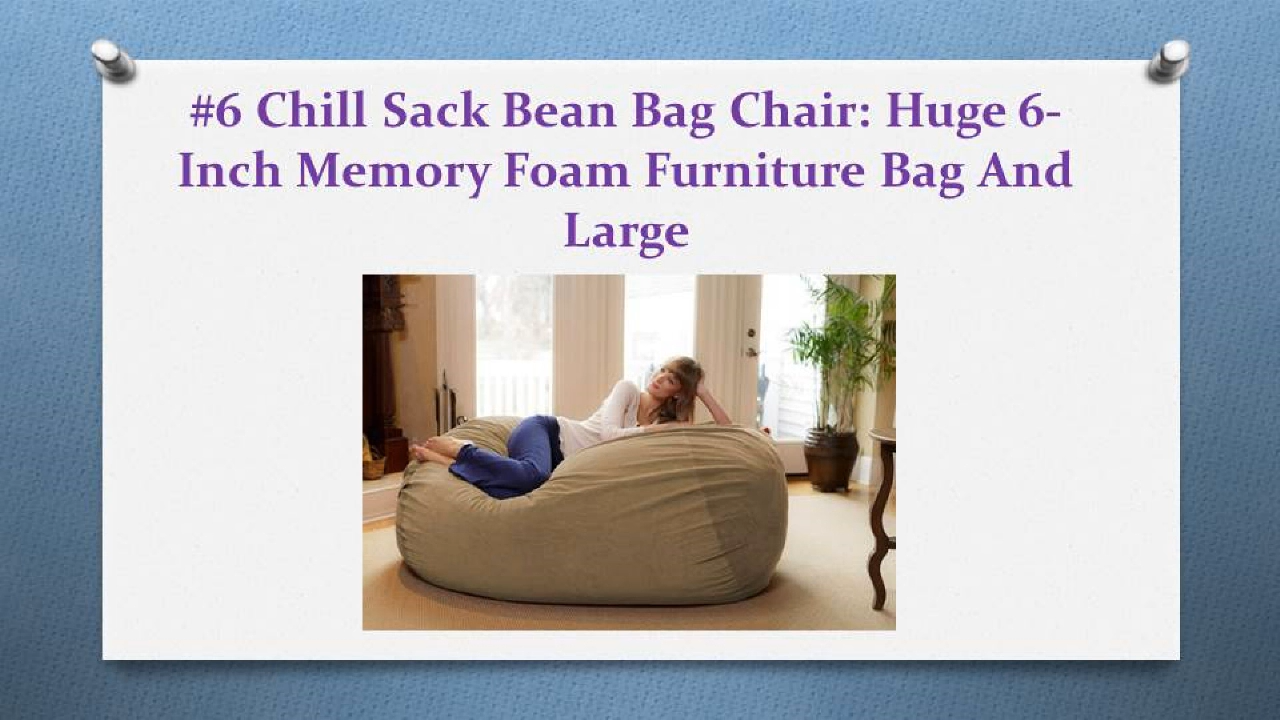 #6 Chill Sack Bean Bag Chair: Huge 6-
Inch Memory Foam Furniture Bag And
Large